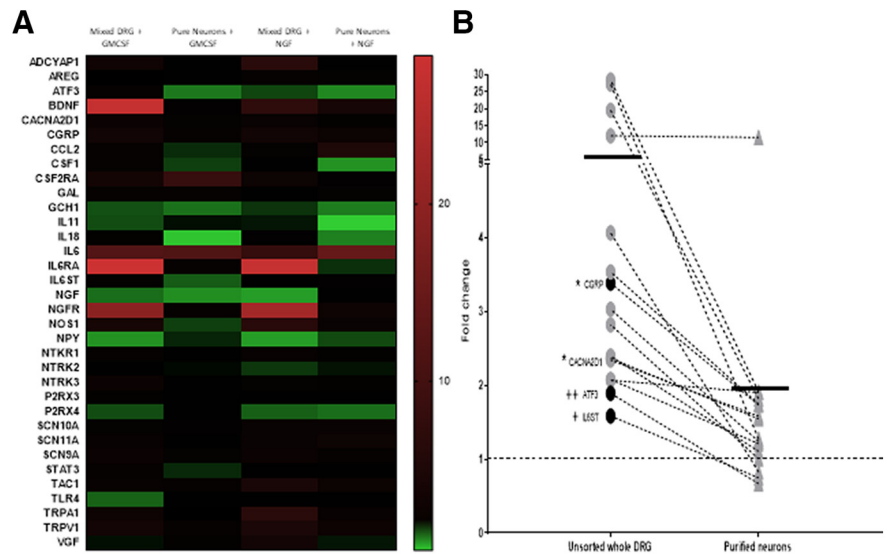 A
Mixed DRG + GMCSF
Pure Neurons + GMCSF
Mixed DRG + NGF
Pure Neurons + NGF
ADCYAP1
AREG
ATF3
BDNF
CACNA2D1
CGRP
CCL2
CSF1
CSF2RA
GAL
GCH1
IL11
IL18
IL6
IL6RA
IL6ST
NGF
NGFR
NOS1
NPY
NTKR1
NTRK2
NTRK3
P2RX3
P2RX4
SCN10A
SCN11A
SCN9A
STAT3
TAC1
TLR4
TRPA1
TRPV1
VGF
20
10
B
Fold change
30
25
20
15
10
5
4
3
2
1
0
* CGRP
* CACNA2D1
++ ATF3
+ IL6ST
Unsorted whole DRG
Purified neurons